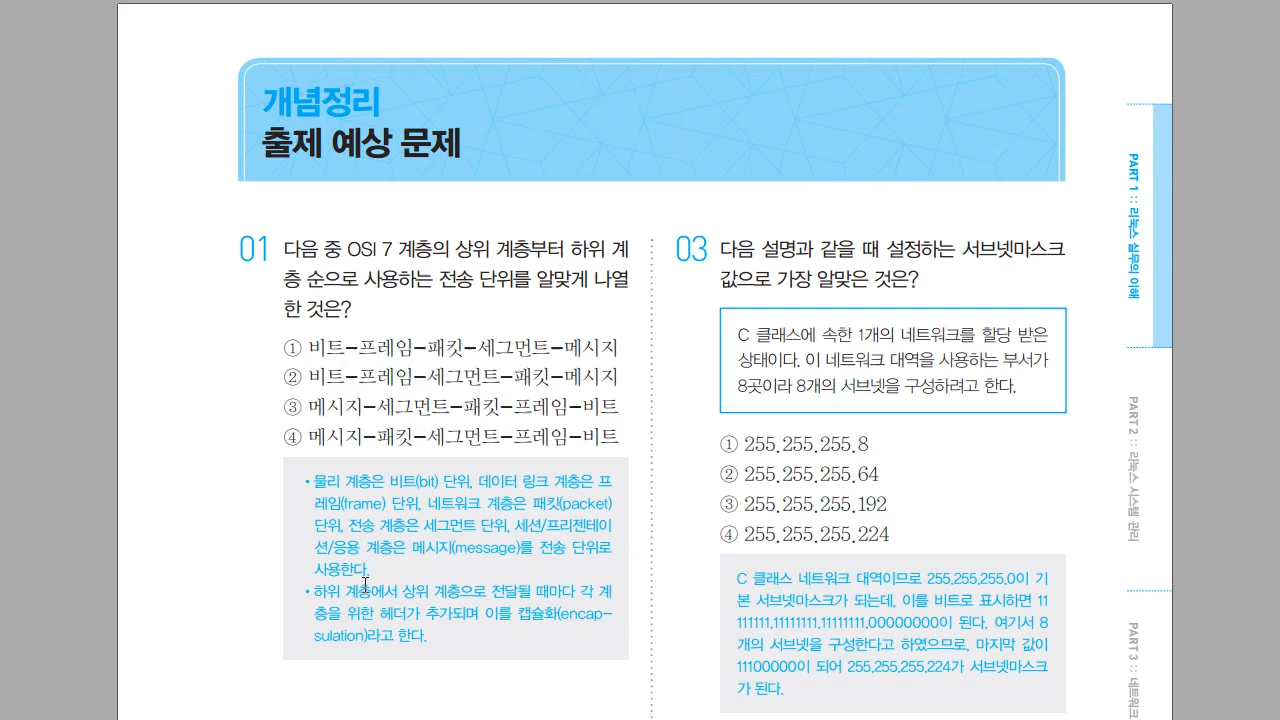 개념정리
출제 예상 문제
01 다음 중 OSI 7 계층의 상위 계층부터 하위 계
층 순으로 사용하는 전송 단위를 알맞게 나열
한 것은?
① 비트-프레임-패킷-세그먼트-메시지
② 비트-프레임-세그먼트-패킷-메시지
③ 메시지-세그먼트-패킷-프레임-비트
④ 메시지-패킷-세그먼트-프레임-비트
• 물리 계층은 비트(bit) 단위, 데이터 링크 계층은 프
레임(frame) 단위, 네트워크 계층은 패킷(packet)
단위, 전송 계층은 세그먼트 단위, 세션/프리젠테이
션/응용 계층은 메시지(message)를 전송 단위로
사용한다.
• 하위 계층에서 상위 계층으로 전달될 때마다 각 계
층을 위한 헤더가 추가되며 이를 캡슐화(encap-
sulation)라고 한다.
03 다음 설명과 같을 때 설정하는 서브넷마스크
값으로 가장 알맞은 것은?
C 클래스에 속한 1개의 네트워크를 할당 받은
상태이다. 이 네트워크 대역을 사용하는 부서가
8곳이라 8개의 서브넷을 구성하려고 한다.
① 255.255.255.8
② 255.255.255.64
③ 255.255.255.192
④ 255.255.255.224
C 클래스 네트워크 대역이므로 255.255.255.0이 기
본 서브넷마스크가 되는데, 이를 비트로 표시하면 11
111111.11111111.11111111.00000000이 된다. 여기서 8
개의 서브넷을 구성한다고 하였으므로, 마지막 값이
11100000이 되어 255.255.255.224가 서브넷마스크
가 된다.
PART 1 :: 리눅스 실무의 이해
PART 2 :: 리눅스 시스템 관리
PART 3 :: 네트워크